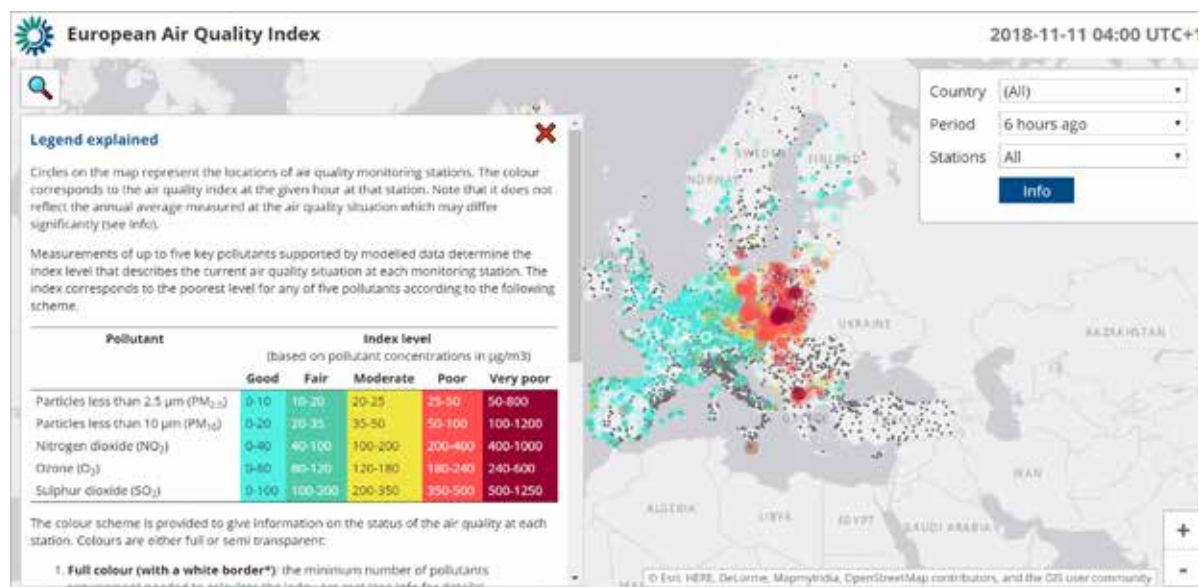 European Air Quality Index
2018-11-11 04:00 UTC+1
Country (All)
Period 6 hours ago
Stations All
Info
Legend explained
Circles on the map represent the locations of air quality monitoring stations. The colour
corresponds to the air quality index at the given hour at that station. Note that it does not
reflect the annual average measured at the air quality situation which may differ
significantly (see Info).
Measurements of up to five key pollutants supported by modelled data determine the
index level that describes the current air quality situation at each monitoring station. The
index corresponds to the poorest level for any of five pollutants according to the following
scheme.
Pollutant Index level
(based on pollutant concentrations in µg/m3)
Good Fair Moderate Poor Very poor
Particles less than 2.5 µm (PM2.5) 0-10 10-20 20-25 25-50 50-800
Particles less than 10 µm (PM10) 0-20 20-35 35-50 50-100 100-1200
Nitrogen dioxide (NO2) 0-40 40-100 100-200 200-400 400-1000
Ozone (O3) 0-80 80-120 120-180 180-240 240-600
Sulphur dioxide (SO2) 0-100 100-200 200-350 350-500 500-1250
The colour scheme is provided to give information on the status of the air quality at each
station. Colours are either full or semi transparent:
1. Full colour (with a white border*): the minimum number of pollutants
SWEDEN
FINLAND
NORWAY
UKRAINE
KAZAKHSTAN
IRAN
ALGERIA
LIBYA
EGYPT
SAUDI ARABIA
+
-
© Esri, HERE, DeLorme, MapmyIndia, OpenStreetMap contributors, and the GIS user community